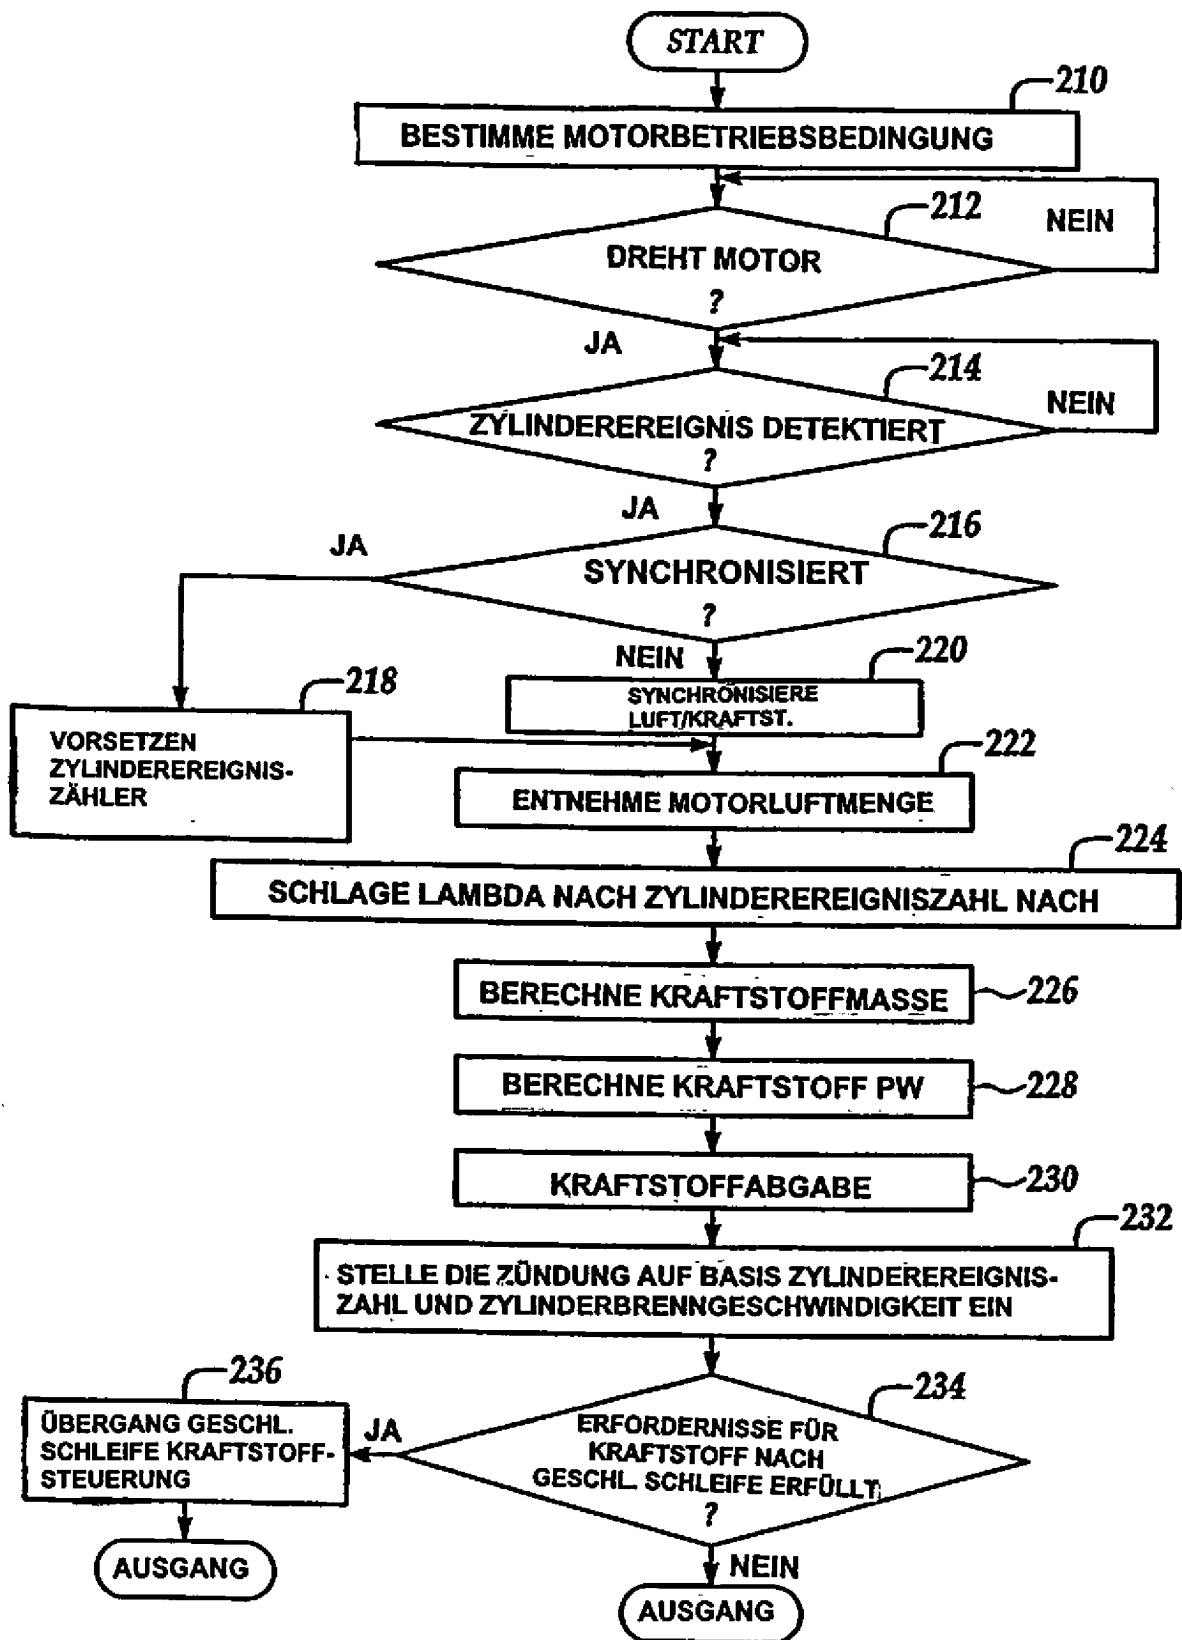 START
210
BESTIMME MOTORBETRIEBSBEDINGUNG
212
NEIN
DREHT MOTOR
?
JA
214
NEIN
ZYLINDEREREIGNIS DETEKTIERT
?
JA
216
JA
SYNCHRONISIERT
?
NEIN
220
218
SYNCHRONISIERE
LUFT/KRAFTST.
VORSETZEN
ZYLINDEREREIGNIS-
ZÄHLER
222
ENTNEHME MOTORLUFTMENGE
224
SCHLAGE LAMBDA NACH ZYLINDEREREIGNISZAHL NACH
BERECHNE KRAFTSTOFFMASSE
226
BERECHNE KRAFTSTOFF PW
228
KRAFTSTOFFABGABE
230
232
STELLE DIE ZÜNDUNG AUF BASIS ZYLINDEREREIGNIS-
ZAHL UND ZYLINDERBRENNGESCHWINDIGKEIT EIN
236
234
ÜBERGANG GESCHL.
SCHLEIFE KRAFTSTOFF-
STEUERUNG
JA
ERFORDERNISSE FÜR
KRAFTSTOFF NACH
GESCHL. SCHLEIFE ERFÜLLT
?
AUSGANG
NEIN
AUSGANG